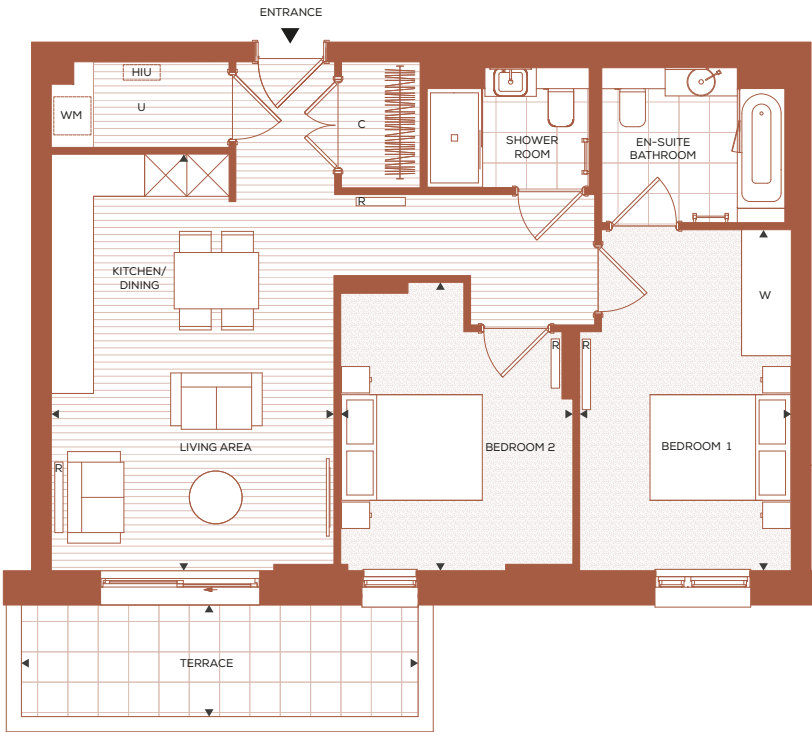 ENTRANCE
HIU
WM
U
C
SHOWER
ROOM
EN-SUITE
BATHROOM
R
KITCHEN/
DINING
W
R
R
LIVING AREA
BEDROOM 2
BEDROOM 1
R
TERRACE